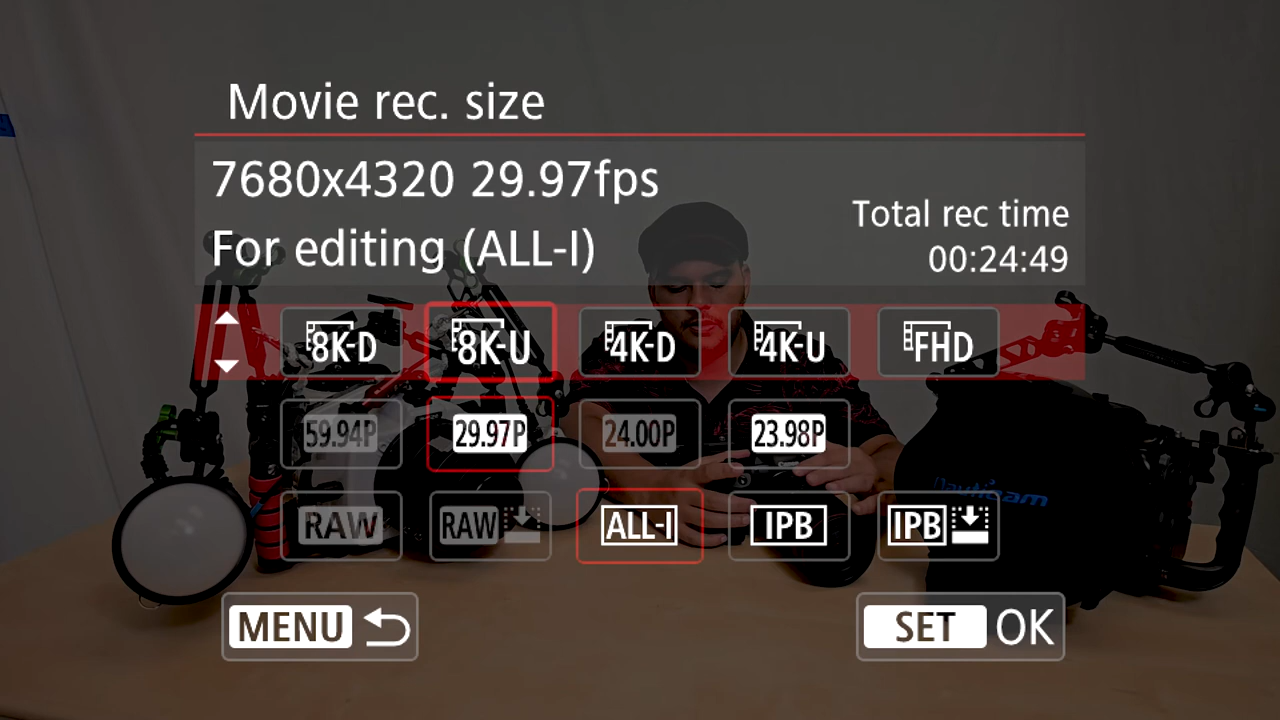 Movie rec. size
7680x4320 29.97fps
For editing (ALL-I)
Total rec time
00:24:49
8K-D 8K-U 4K-D 4K-U FHD
59.94P 29.97P 24.00P 23.98P
RAW RAW ALL-I IPB IPB
nauticam
MENU SET OK